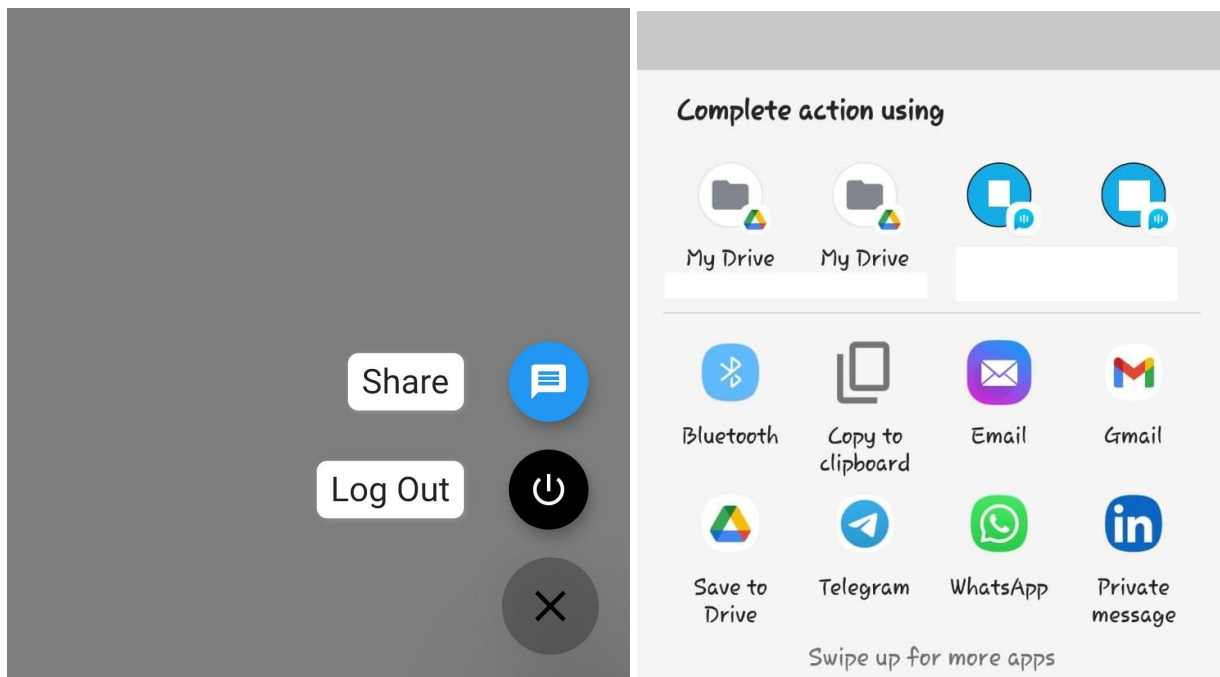 Share
Log Out
Complete action using
My Drive
My Drive
Bluetooth
Copy to
clipboard
Email
Gmail
Save to
Drive
Telegram
WhatsApp
in
Private
message
Swipe up for more apps